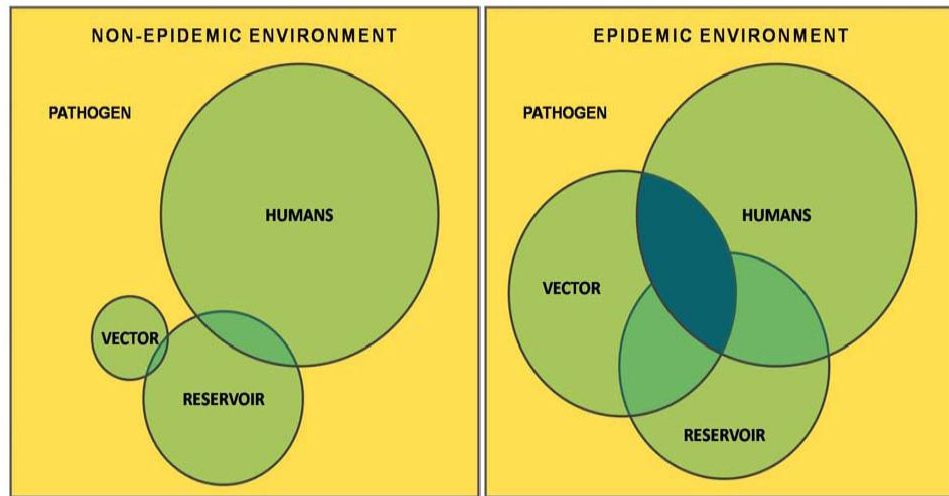 NON-EPIDEMIC ENVIRONMENT
PATHOGEN
HUMANS
VECTOR
RESERVOIR
EPIDEMIC ENVIRONMENT
PATHOGEN
HUMANS
VECTOR
RESERVOIR